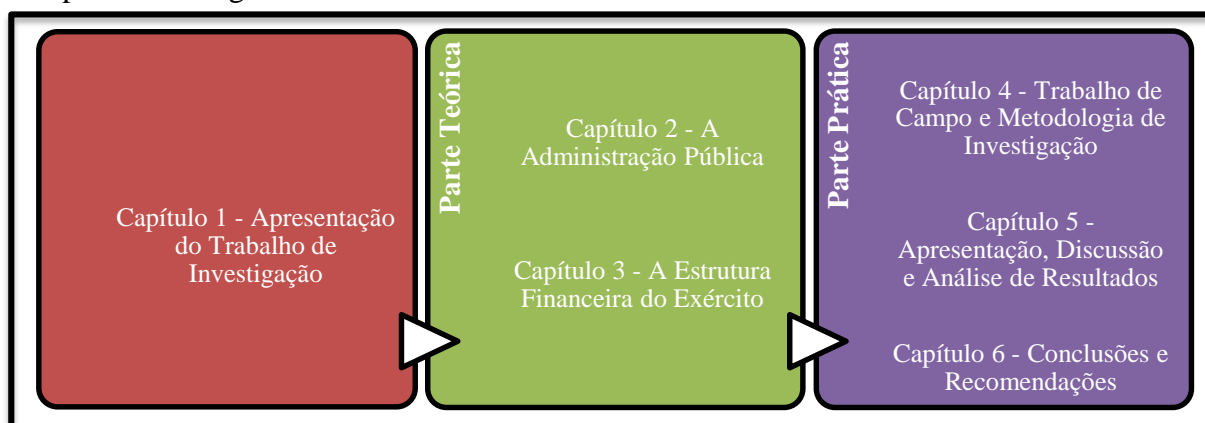 Capítulo 1 - Apresentação
do Trabalho de
Investigação
Parte Teórica
Capítulo 2 - A
Administração Pública
Capítulo 3 - A Estrutura
Financeira do Exército
Parte Prática
Capítulo 4 - Trabalho de
Campo e Metodologia de
Investigação
Capítulo 5 -
Apresentação, Discussão
e Análise de Resultados
Capítulo 6 - Conclusões e
Recomendações